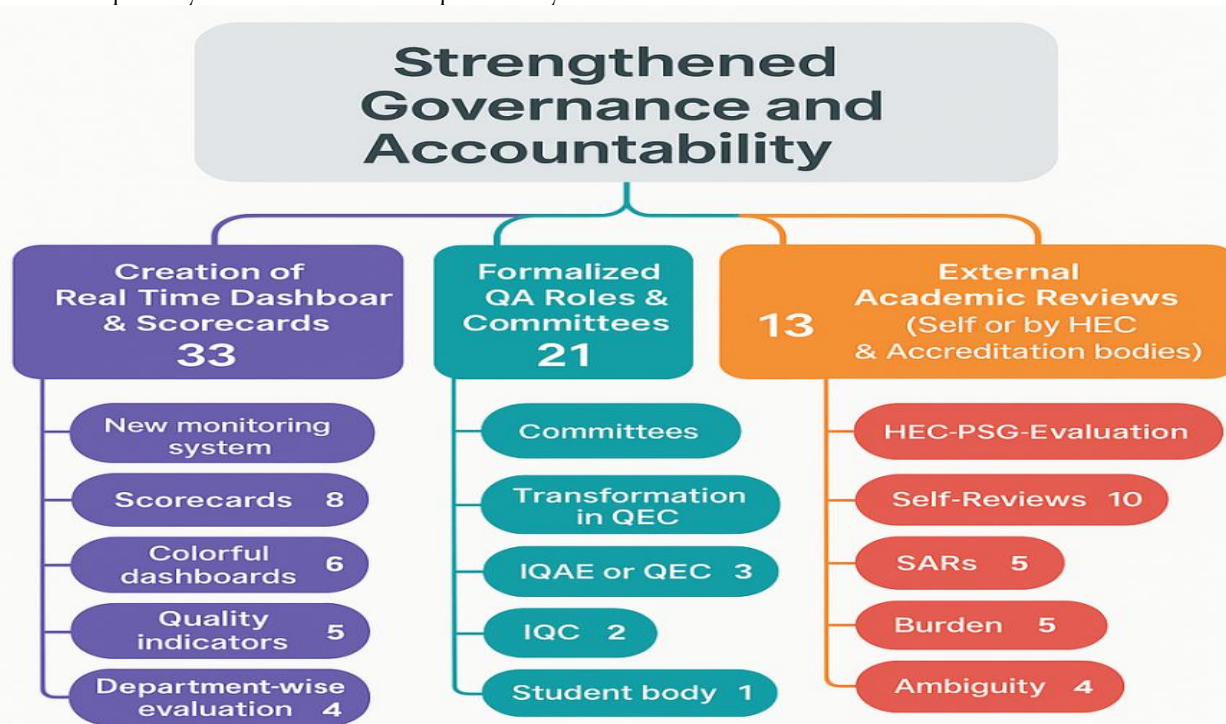 Strengthened
Governance and
Accountability
Creation of
Real Time Dashboar
& Scorecards
33
New monitoring
system
Scorecards 8
Colorful
dashboards 6
Quality
indicators 5
Department-wise
evaluation 4
Formalized
QA Roles &
Committees
21
Committees
Transformation
in QEC
IQAE or QEC 3
IQC 2
Student body 1
External
Academic Reviews
13 (Self or by HEC
& Accreditation bodies)
HEC-PSG-Evaluation
Self-Reviews 10
SARs 5
Burden 5
Ambiguity 4